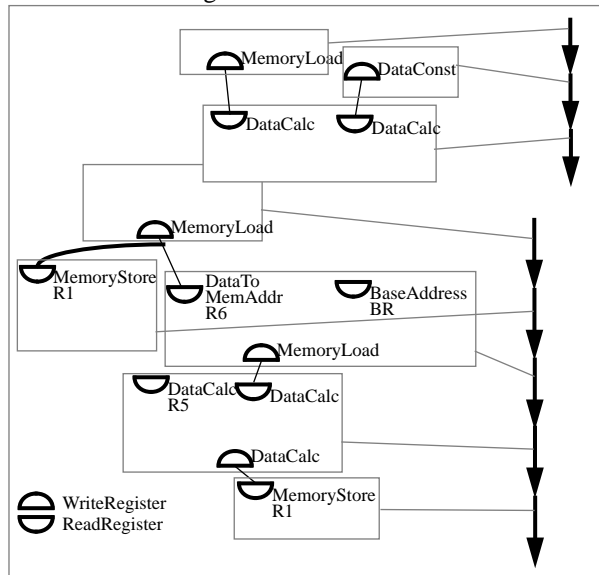 MemoryLoad
DataConst
DataCalc
DataCalc
MemoryLoad
MemoryStore
R1
DataTo
MemAddr
R6
BaseAddress
BR
MemoryLoad
DataCalc
R5
DataCalc
DataCalc
MemoryStore
R1
WriteRegister
ReadRegister